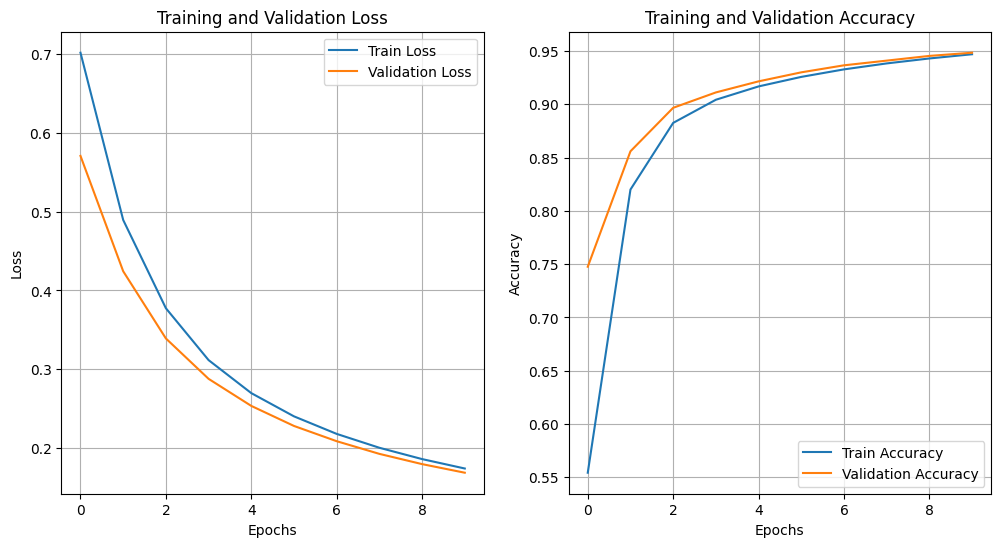 Training and Validation Loss
0.7
0.6
0.5
0.4
0.3
0.2
Loss
0
2
4
6
8
Epochs
Train Loss
Validation Loss
Training and Validation Accuracy
0.95
0.90
0.85
0.80
0.75
0.70
0.65
0.60
0.55
Accuracy
0
2
4
6
8
Epochs
Train Accuracy
Validation Accuracy